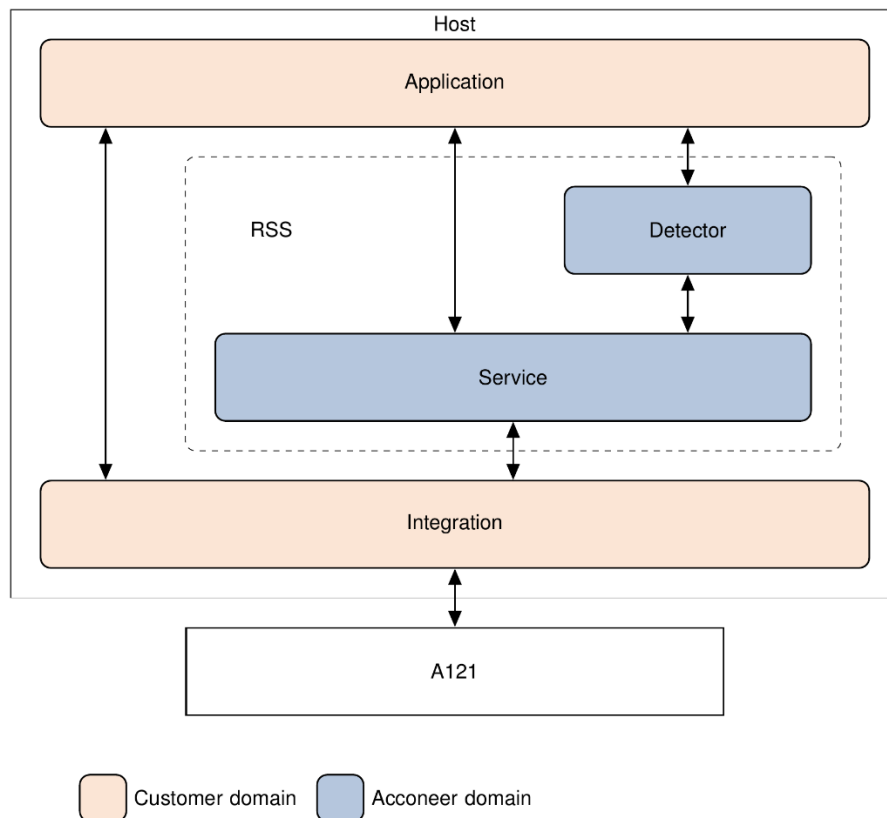 Host
Application
RSS
Detector
Service
Integration
A121
Customer domain
Acconeer domain